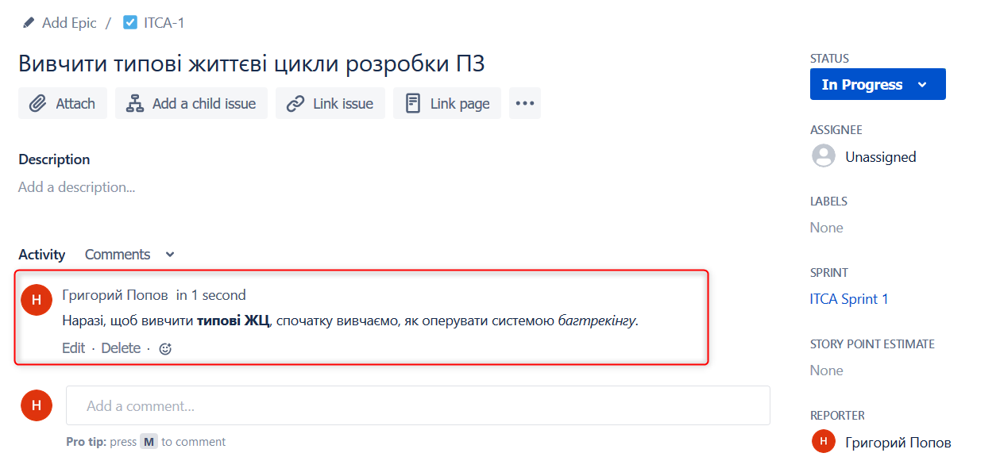 Add Epic / ITCA-1
Вивчити типові життєві цикли розробки ПЗ
Attach Add a child issue Link issue Link page
Description
Add a description...
Activity Comments
Н
Григорий Попов in 1 second
Наразі, щоб вивчити типові ЖЦ, спочатку вивчаємо, як оперувати системою багтрекінгу.
Edit · Delete ·
Н
Add a comment...
Pro tip: press M to comment
STATUS
In Progress
ASSIGNEE
Unassigned
LABELS
None
SPRINT
ITCA Sprint 1
STORY POINT ESTIMATE
None
REPORTER
Н
Григорий Попов